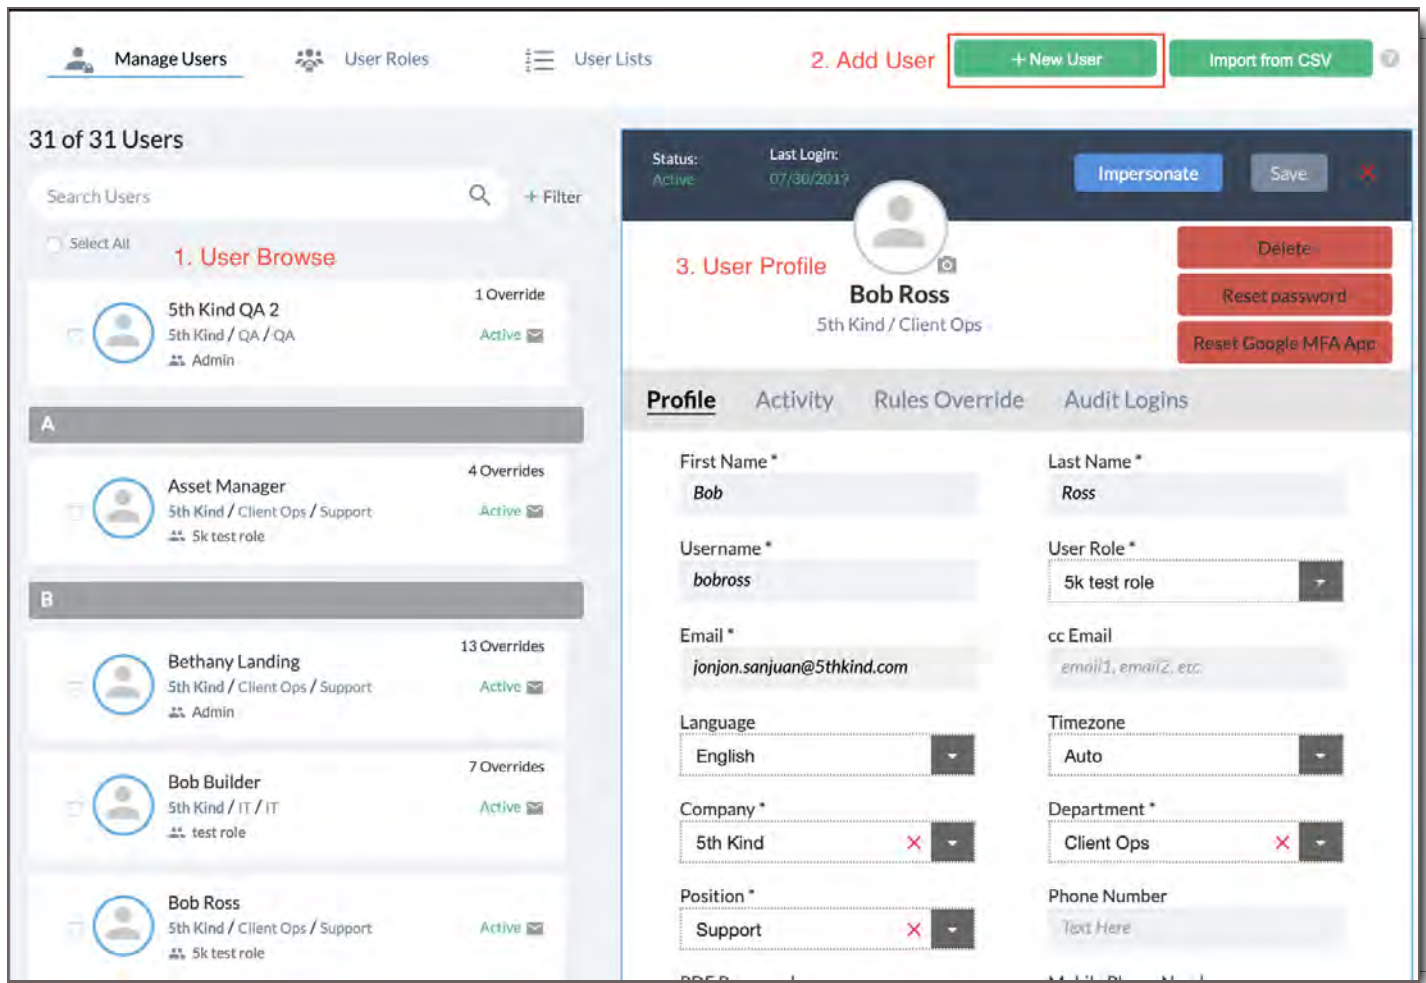 Manage Users
User Roles
User Lists
2. Add User
+ New User
Import from CSV
?
31 of 31 Users
Search Users
+ Filter
Select All
1. User Browse
5th Kind QA 2
1 Override
5th Kind / QA / QA
Active
Admin
A
Asset Manager
4 Overrides
5th Kind / Client Ops / Support
Active
5k test role
B
Bethany Landing
13 Overrides
5th Kind / Client Ops / Support
Active
Admin
Bob Builder
7 Overrides
5th Kind / IT / IT
Active
test role
Bob Ross
5th Kind / Client Ops / Support
Active
5k test role
Status:
Active
Last Login:
07/30/2019
Impersonate
Save
3. User Profile
Bob Ross
5th Kind / Client Ops
Delete
Reset password
Reset Google MFA App
Profile
Activity
Rules Override
Audit Logins
First Name *
Bob
Last Name *
Ross
Username *
bobross
User Role *
5k test role
Email *
jonjon.sanjuan@5thkind.com
cc Email
email1, email2, etc.
Language
English
Timezone
Auto
Company *
5th Kind
Department *
Client Ops
Position *
Support
Phone Number
Text Here